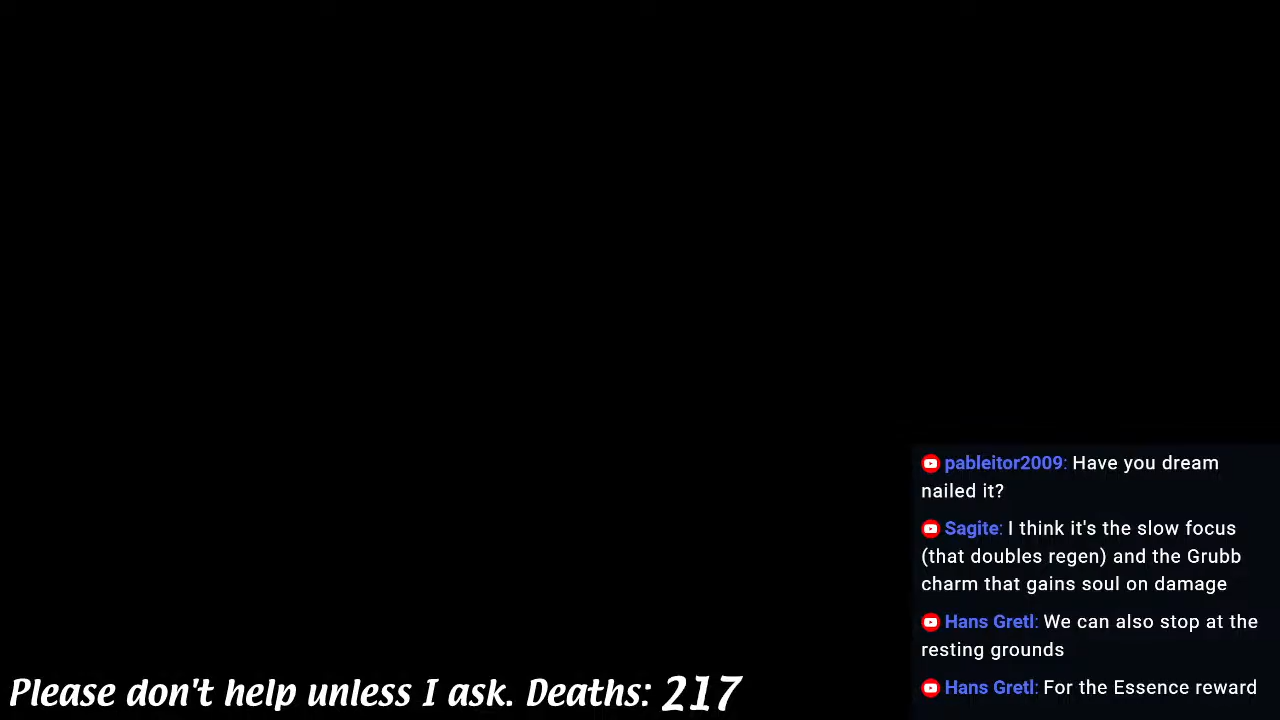 pableitor2009: Have you dream
nailed it?
Sagite: I think it's the slow focus
(that doubles regen) and the Grubb
charm that gains soul on damage
Hans Gretl: We can also stop at the
resting grounds
Hans Gretl: For the Essence reward
Please don't help unless I ask. Deaths: 217